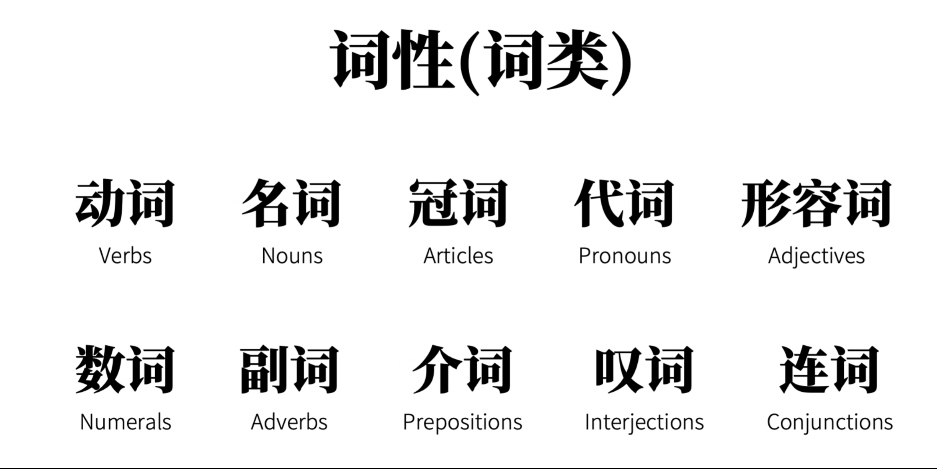 词性(词类)
动词 名词 冠词 代词 形容词
Verbs Nouns Articles Pronouns Adjectives
数词 副词 介词 叹词 连词
Numerals Adverbs Prepositions Interjections Conjunctions